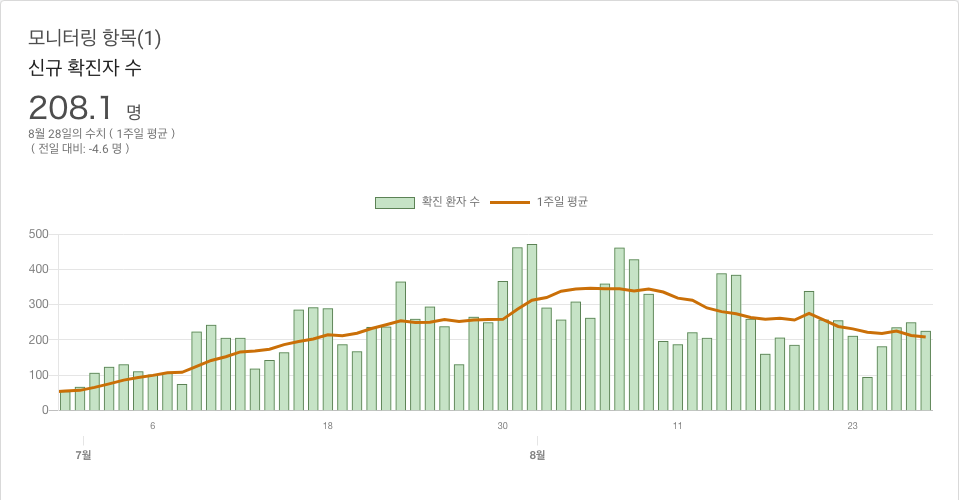 모니터링 항목(1)
신규 확진자 수
208.1 명
8월 28일의 수치 ( 1주일 평균 )
( 전일 대비: -4.6 명 )
확진 환자 수 1주일 평균
500
400
300
200
100
0
6 18 30 11 23
7월 8월